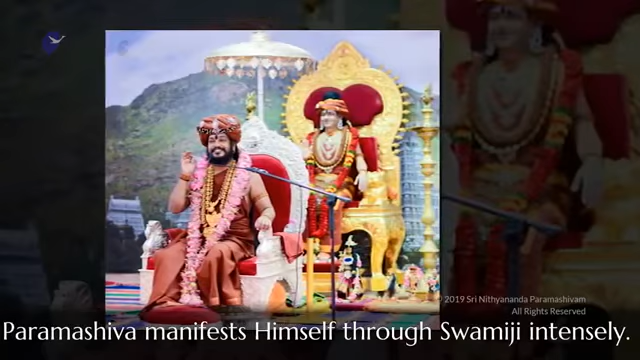 © 2019 Sri Nithyananda Paramashivam
All Rights Reserved
Paramashiva manifests Himself through Swamiji intensely.